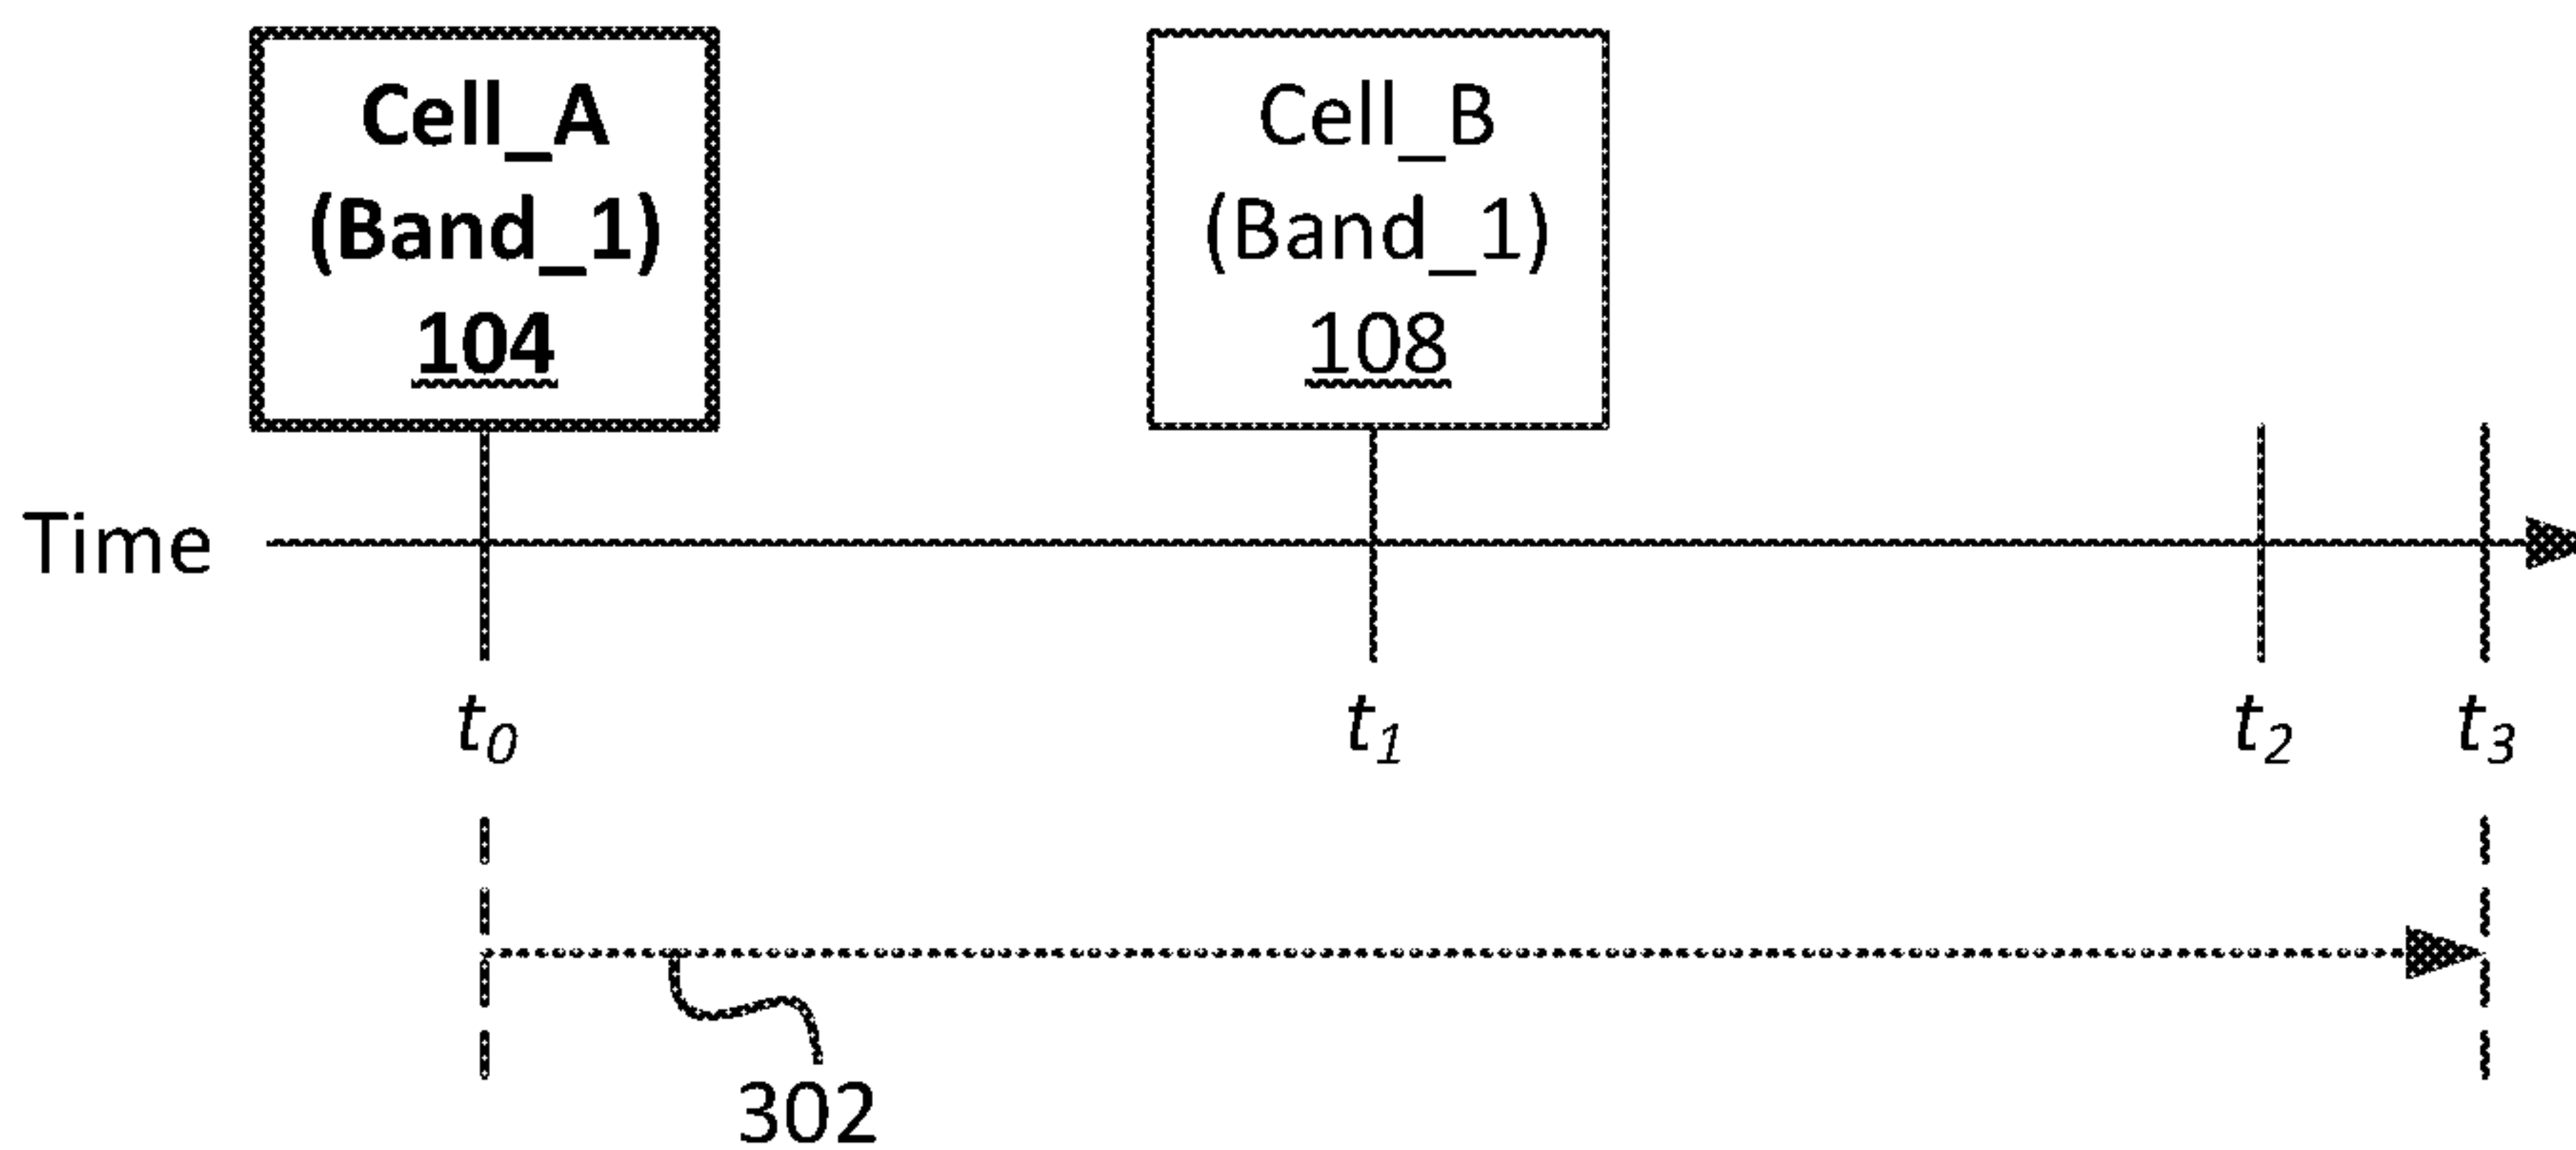 Cell_A
(Band_1)
104
Cell_B
(Band_1)
108
Time
t0
t1
t2
t3
302